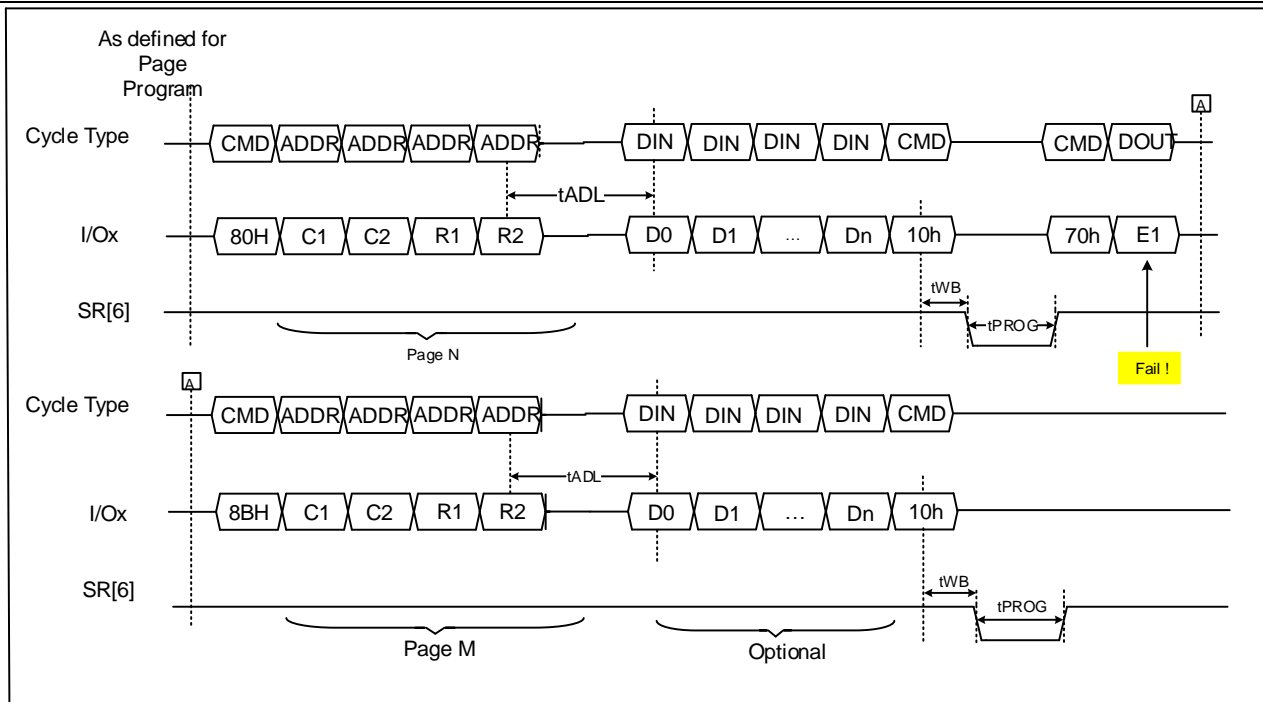 As defined for
Page
Program
A
Cycle Type
CMD ADDR ADDR ADDR ADDR DIN DIN DIN DIN CMD CMD DOUT
tADL
I/Ox
80H C1 C2 R1 R2 D0 D1 ... Dn 10h 70h E1
tWB
SR[6]
tPROG
Page N
Fail !
A
Cycle Type
CMD ADDR ADDR ADDR ADDR DIN DIN DIN DIN CMD
tADL
I/Ox
8BH C1 C2 R1 R2 D0 D1 ... Dn 10h
tWB
SR[6]
tPROG
Page M
Optional